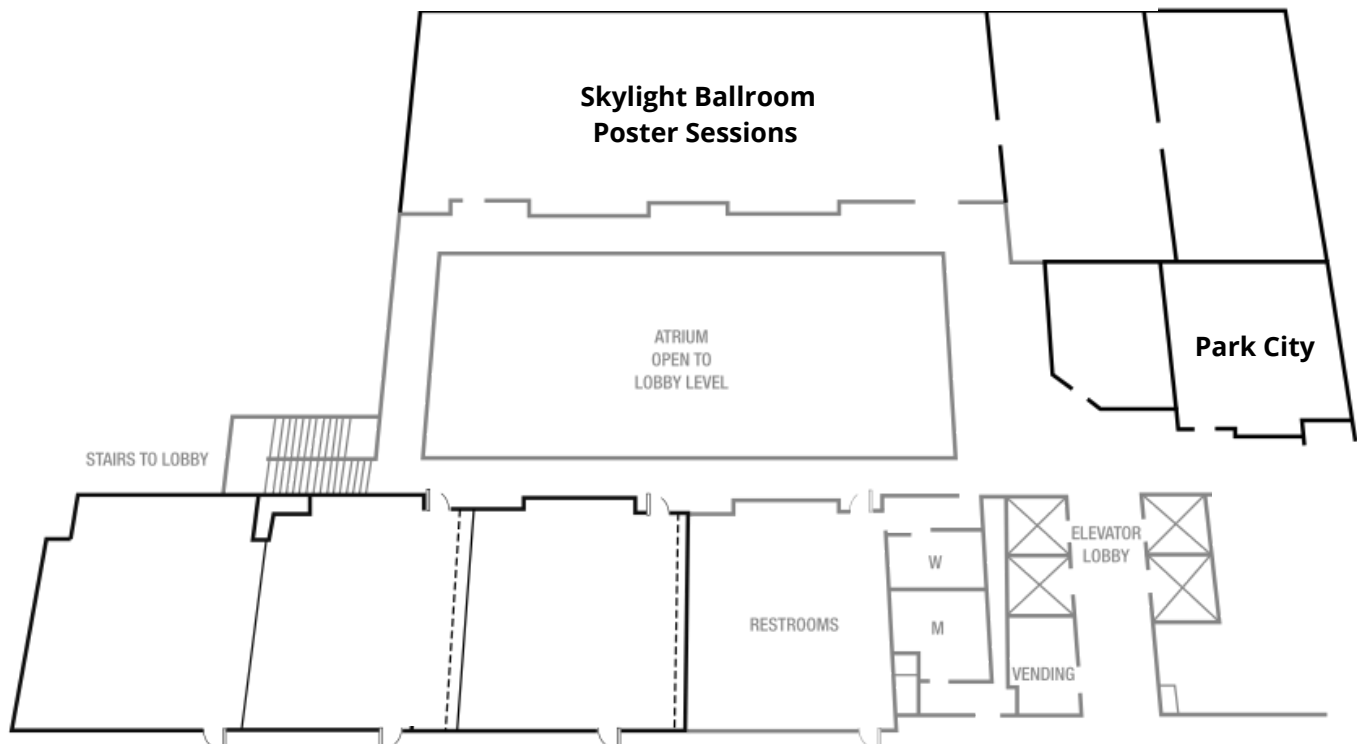 Skylight Ballroom
Poster Sessions
ATRIUM
OPEN TO
LOBBY LEVEL
Park City
STAIRS TO LOBBY
ELEVATOR
LOBBY
W
RESTROOMS
M
VENDING